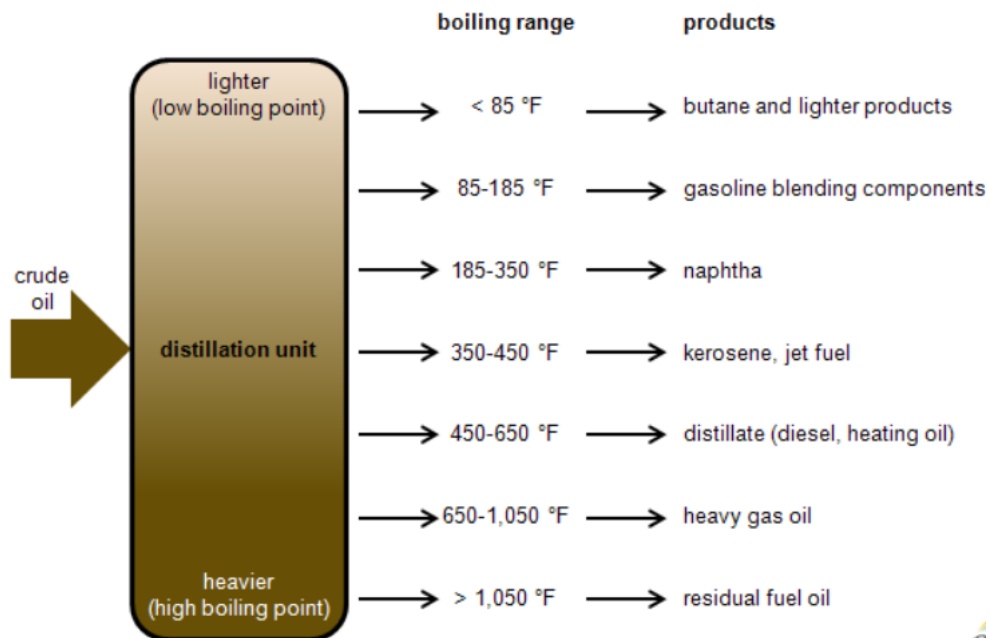 boiling range products
lighter
(low boiling point)
< 85 °F butane and lighter products
85-185 °F gasoline blending components
185-350 °F naphtha
crude
oil
distillation unit
350-450 °F kerosene, jet fuel
450-650 °F distillate (diesel, heating oil)
650-1,050 °F heavy gas oil
heavier
(high boiling point)
> 1,050 °F residual fuel oil